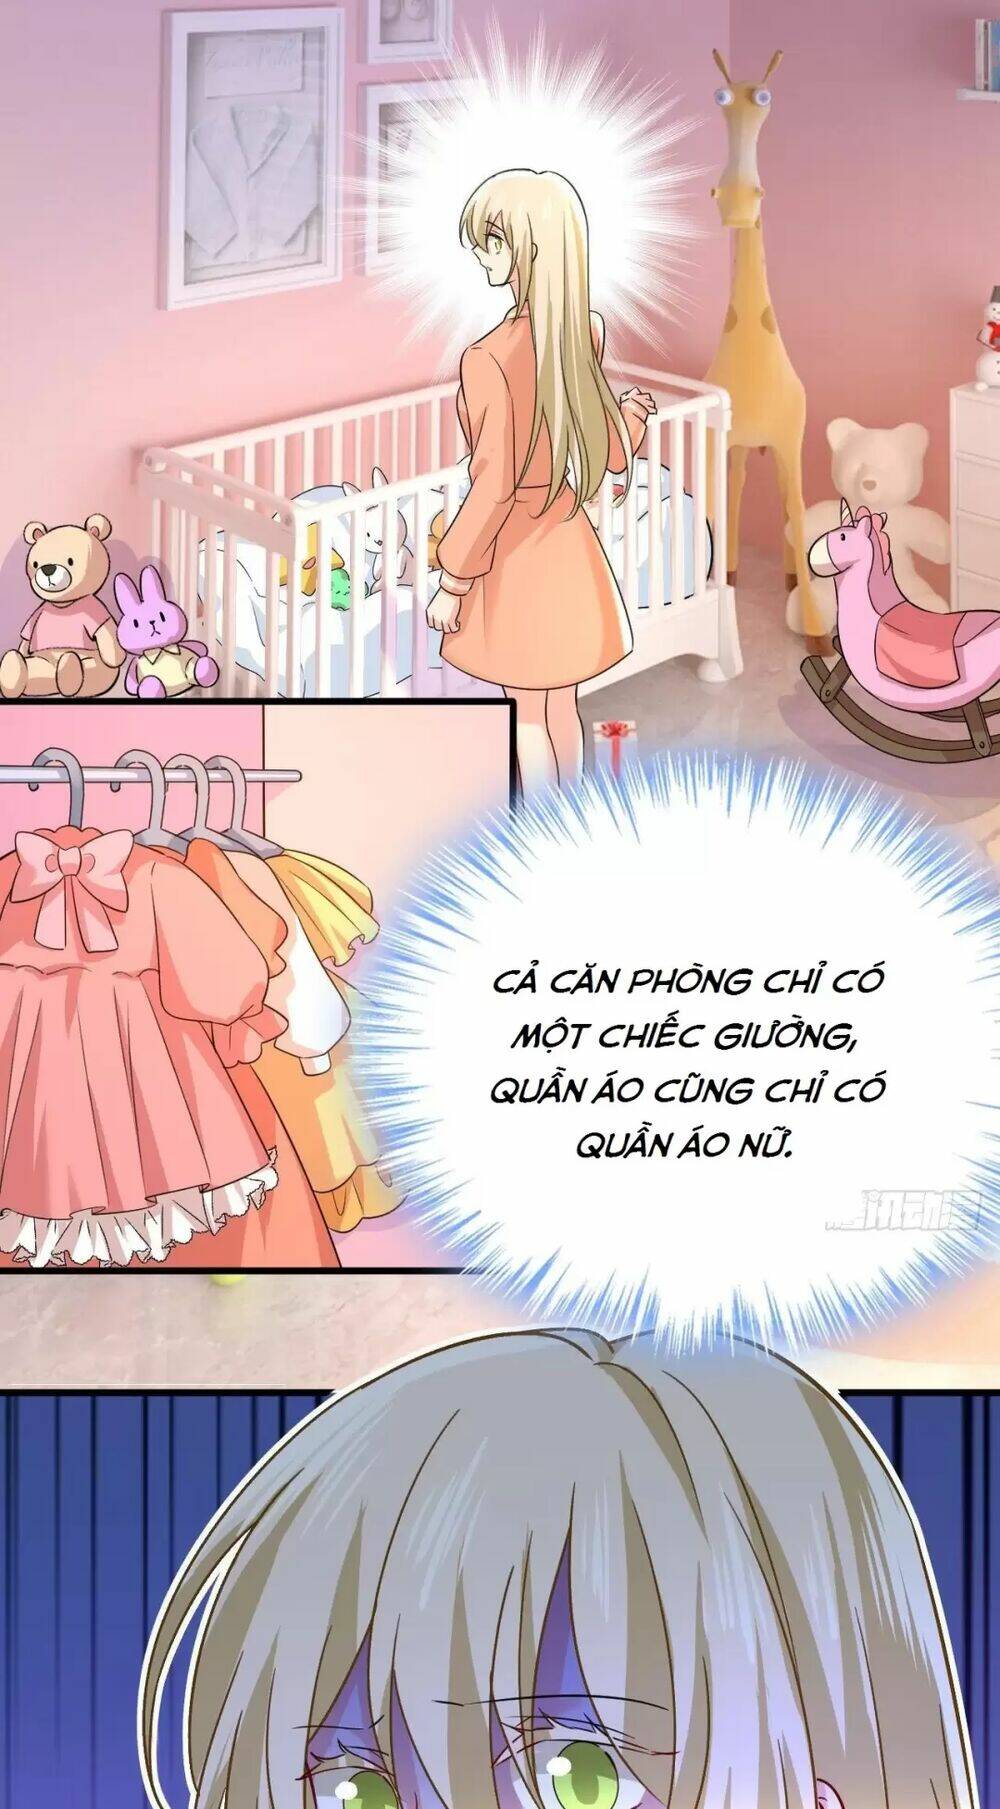 CẢ CĂN PHÒNG CHỈ CÓ
MỘT CHIẾC GIƯỜNG,
QUẦN ÁO CŨNG CHỈ CÓ
QUẦN ÁO NỮ.